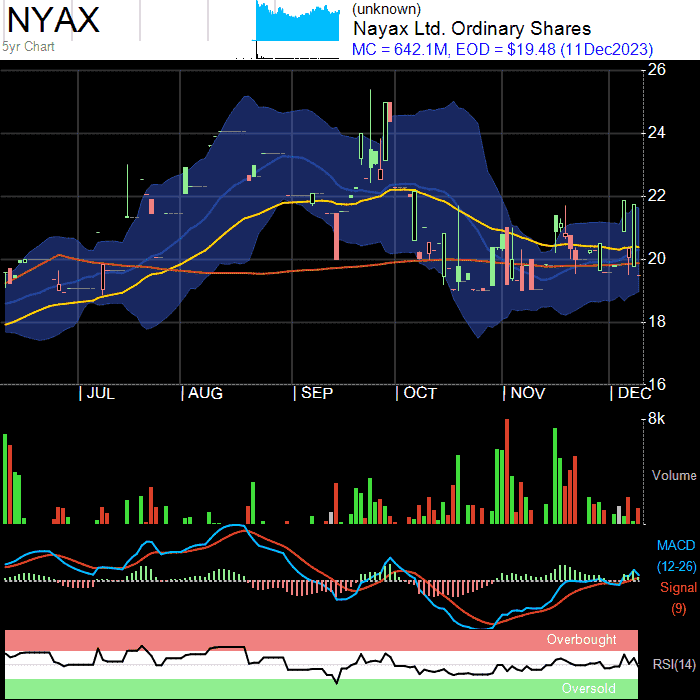 NYAX
5yr Chart
(unknown)
Nayax Ltd. Ordinary Shares
MC = 642.1M, EOD = $19.48 (11Dec2023)
26
24
22
20
18
16
JUL AUG SEP OCT NOV DEC
8k
Volume
MACD
(12-26)
Signal
(9)
Overbought
RSI(14)
Oversold